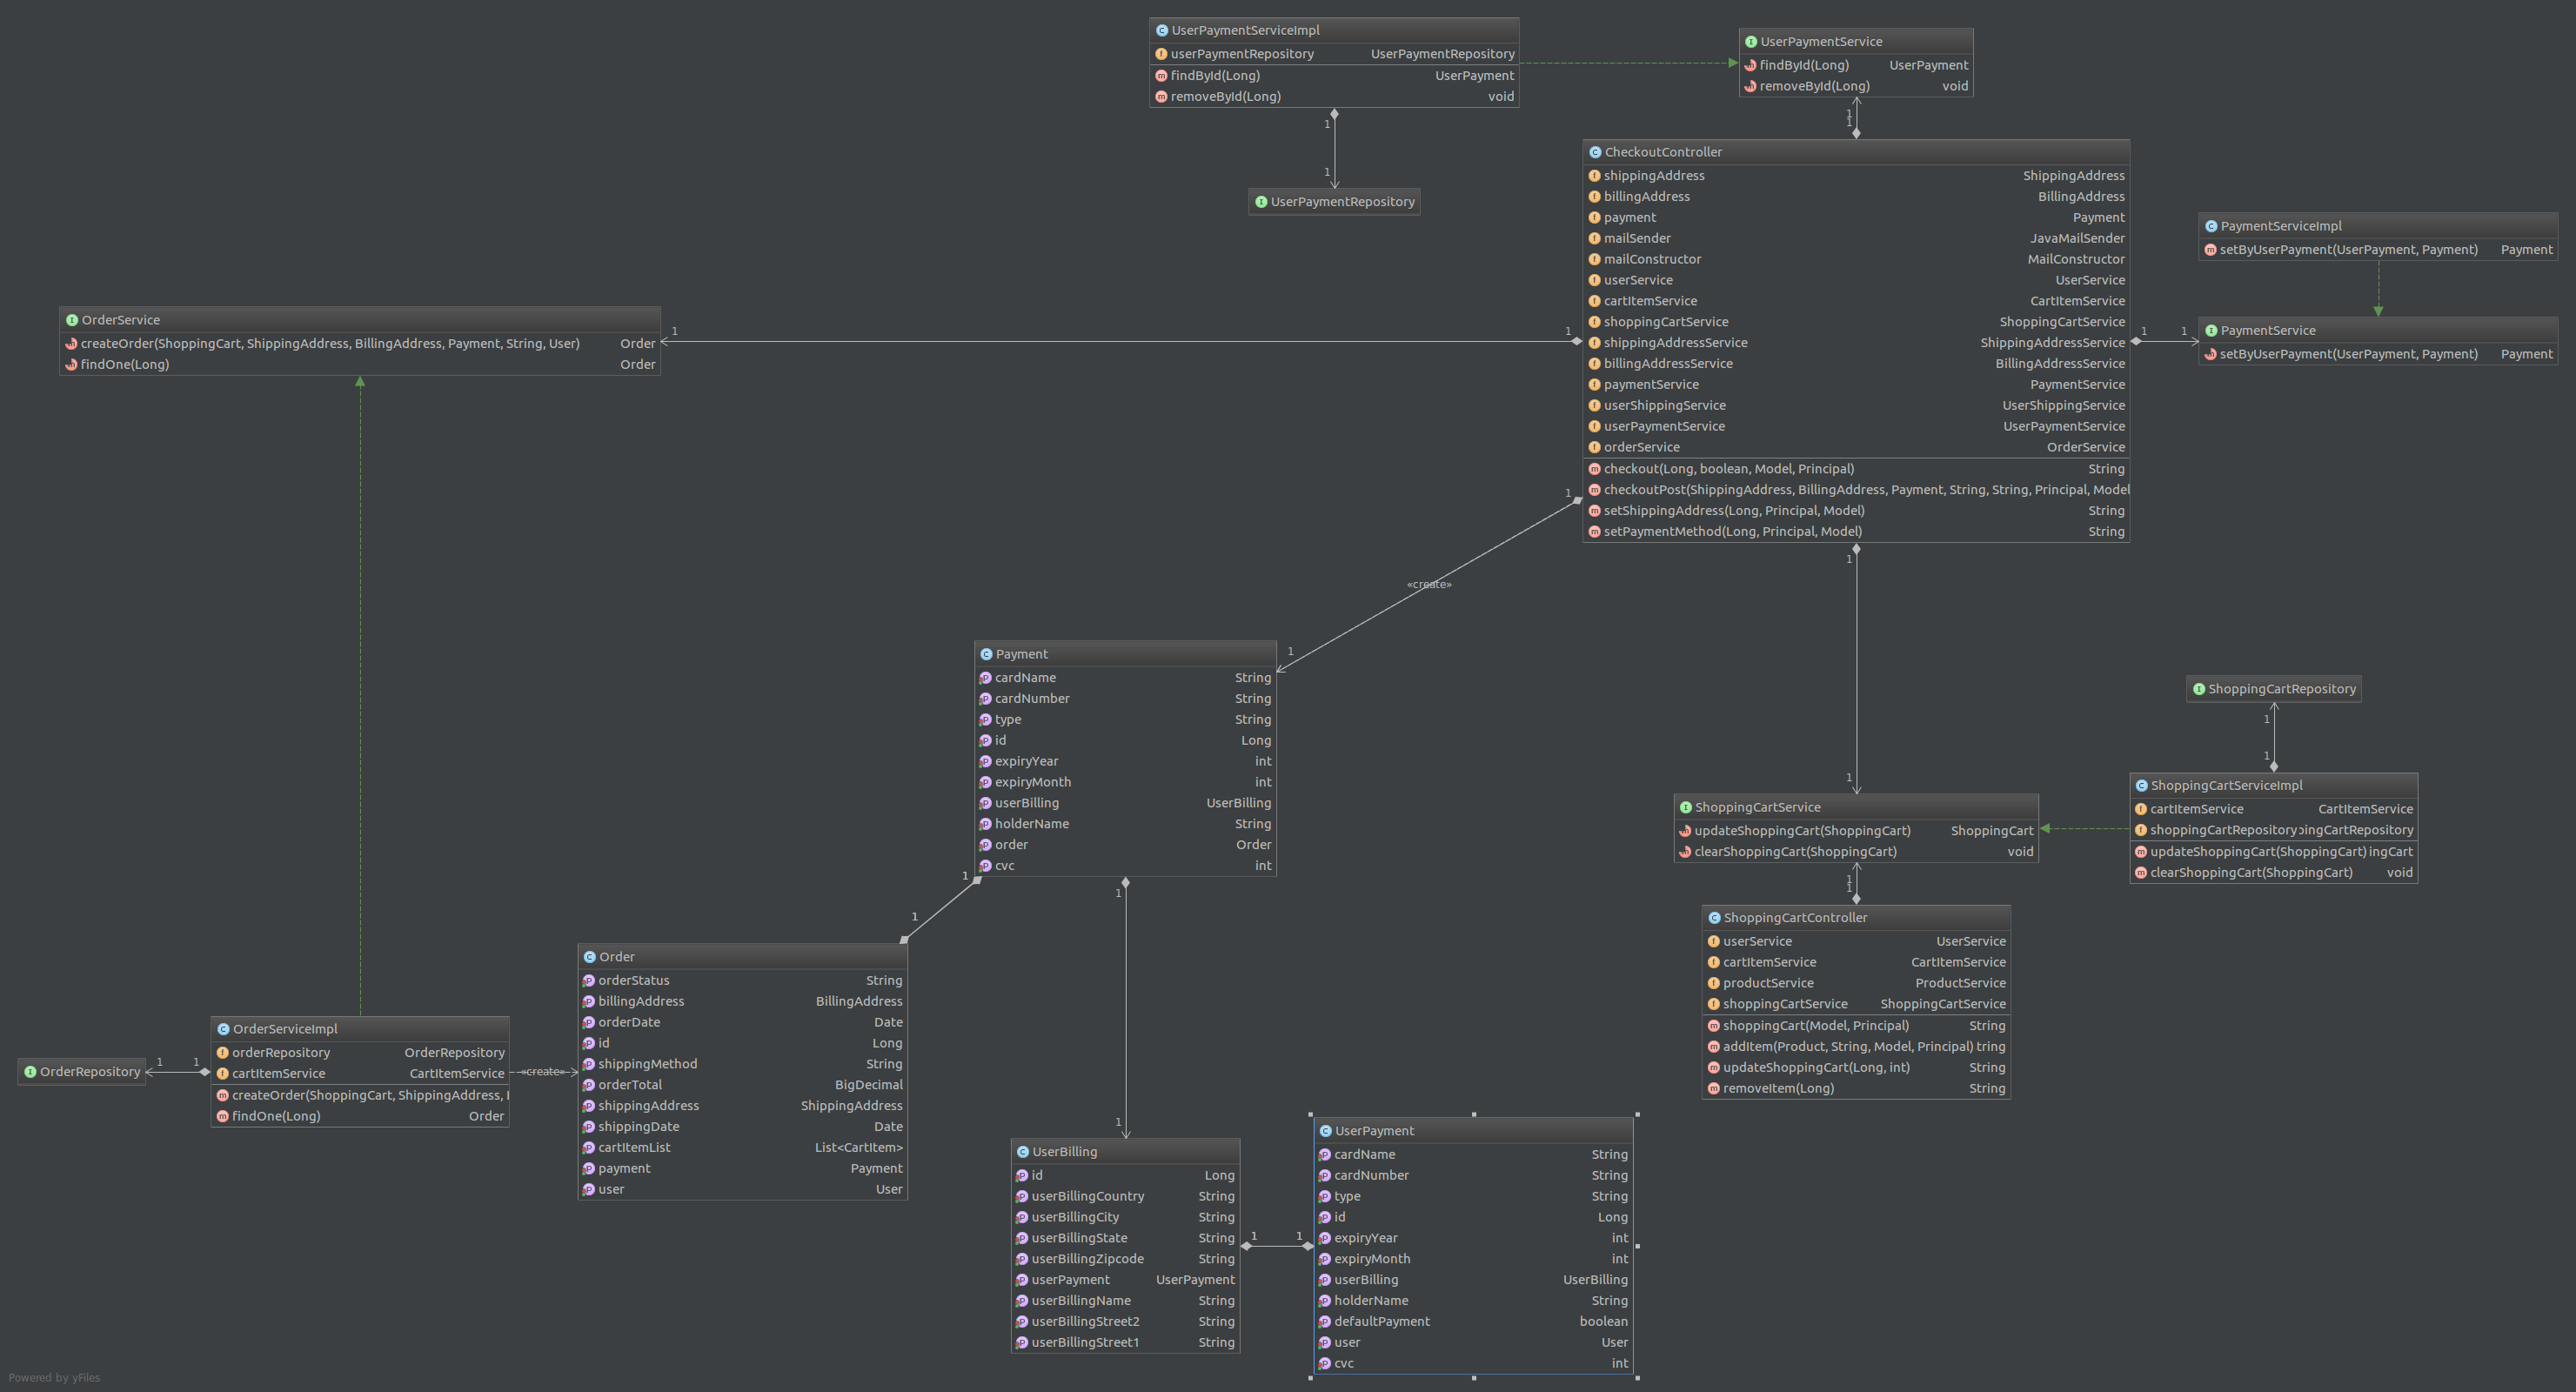 UserPaymentServiceImpl
userPaymentRepository UserPaymentRepository
findById(Long) UserPayment
removeById(Long) void
1
1
UserPaymentRepository
UserPaymentService
findById(Long) UserPayment
removeById(Long) void
1
1
CheckoutController
shippingAddress ShippingAddress
billingAddress BillingAddress
payment Payment
mailSender JavaMailSender
mailConstructor MailConstructor
userService UserService
cartItemService CartItemService
shoppingCartService ShoppingCartService
shippingAddressService ShippingAddressService
billingAddressService BillingAddressService
paymentService PaymentService
userShippingService UserShippingService
userPaymentService UserPaymentService
orderService OrderService
checkout(Long, boolean, Model, Principal) String
checkoutPost(ShippingAddress, BillingAddress, Payment, String, String, Principal, Model
setShippingAddress(Long, Principal, Model) String
setPaymentMethod(Long, Principal, Model) String
PaymentServiceImpl
setByUserPayment(UserPayment, Payment) Payment
1 1
PaymentService
setByUserPayment(UserPayment, Payment) Payment
OrderService
createOrder(ShoppingCart, ShippingAddress, BillingAddress, Payment, String, User) Order
findOne(Long) Order
1 1
1
«create»
1
Payment
cardName String
cardNumber String
type String
id Long
expiryYear int
expiryMonth int
userBilling UserBilling
holderName String
order Order
cvc int
1
1
ShoppingCartRepository
1
1
ShoppingCartServiceImpl
cartItemService CartItemService
shoppingCartRepository pingCartRepository
updateShoppingCart(ShoppingCart) ingCart
clearShoppingCart(ShoppingCart) void
ShoppingCartService
updateShoppingCart(ShoppingCart) ShoppingCart
clearShoppingCart(ShoppingCart) void
1
1
ShoppingCartController
userService UserService
cartItemService CartItemService
productService ProductService
shoppingCartService ShoppingCartService
shoppingCart(Model, Principal) String
addItem(Product, String, Model, Principal) tring
updateShoppingCart(Long, int) String
removeItem(Long) String
1
1
1
1
Order
orderStatus String
billingAddress BillingAddress
orderDate Date
id Long
shippingMethod String
orderTotal BigDecimal
shippingAddress ShippingAddress
shippingDate Date
cartItemList List<CartItem>
payment Payment
user User
OrderServiceImpl
orderRepository OrderRepository
cartItemService CartItemService
createOrder(ShoppingCart, ShippingAddress,
findOne(Long) Order
«create»
1 1
OrderRepository
UserBilling
id Long
userBillingCountry String
userBillingCity String
userBillingState String
userBillingZipcode String
userPayment UserPayment
userBillingName String
userBillingStreet2 String
userBillingStreet1 String
1 1
UserPayment
cardName String
cardNumber String
type String
id Long
expiryYear int
expiryMonth int
userBilling UserBilling
holderName String
defaultPayment boolean
user User
cvc int
Powered by yFiles